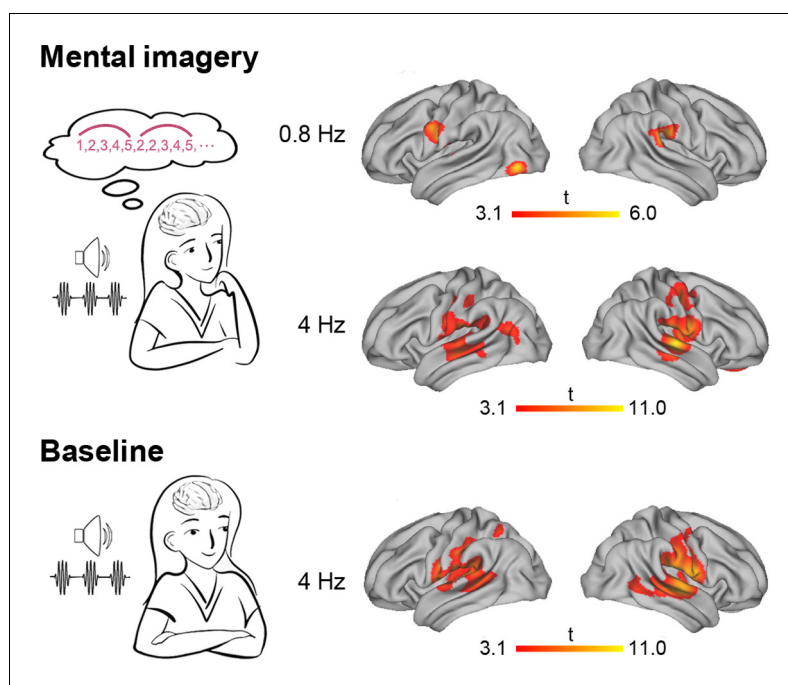 Mental imagery
1,2,3,4,5,2,2,3,4,5, ···
0.8 Hz
t
3.1 6.0
4 Hz
t
3.1 11.0
Baseline
4 Hz
t
3.1 11.0